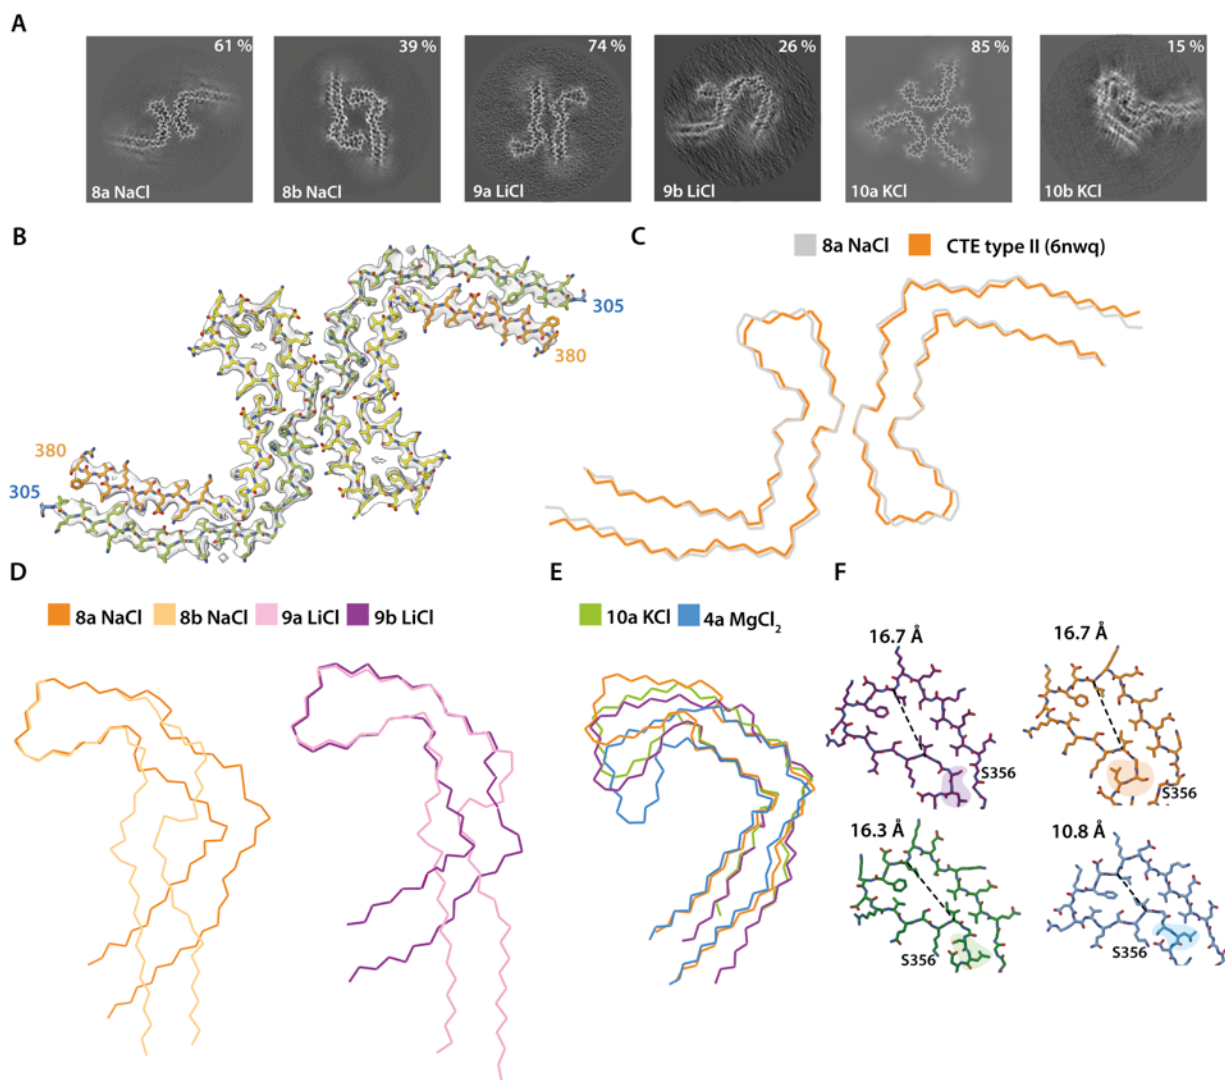 A
61 %
39 %
74 %
26 %
85 %
15 %
8a NaCl
8b NaCl
9a LiCl
9b LiCl
10a KCl
10b KCl
B
305
380
380
305
C
8a NaCl
CTE type II (6nwq)
D
8a NaCl
8b NaCl
9a LiCl
9b LiCl
E
10a KCl
4a MgCl₂
F
16.7 Å
16.7 Å
S356
S356
16.3 Å
10.8 Å
S356
S356